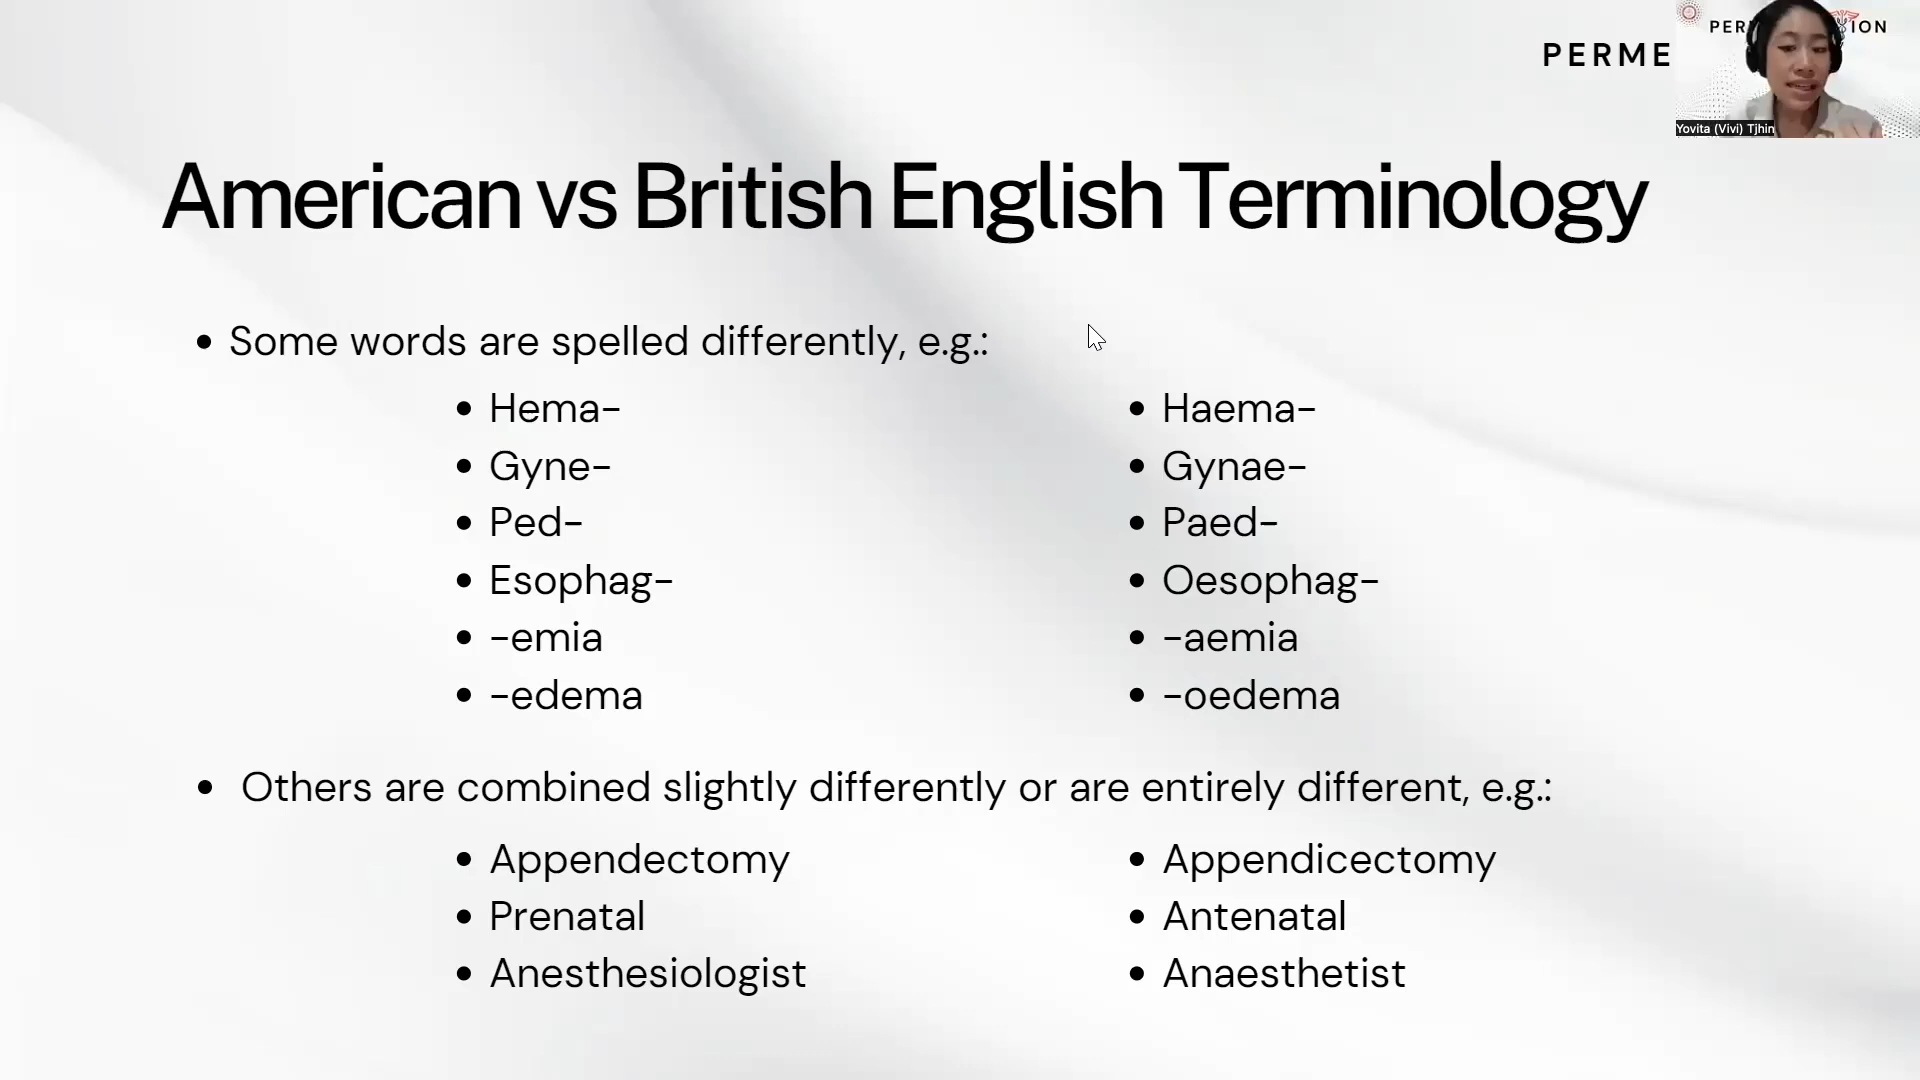 PERME
PER ION
Yovita (Vivi) Tjhin
American vs British English Terminology
• Some words are spelled differently, e.g.:
• Hema-
• Gyne-
• Ped-
• Esophag-
• -emia
• -edema
• Haema-
• Gynae-
• Paed-
• Oesophag-
• -aemia
• -oedema
• Others are combined slightly differently or are entirely different, e.g.:
• Appendectomy
• Prenatal
• Anesthesiologist
• Appendicectomy
• Antenatal
• Anaesthetist